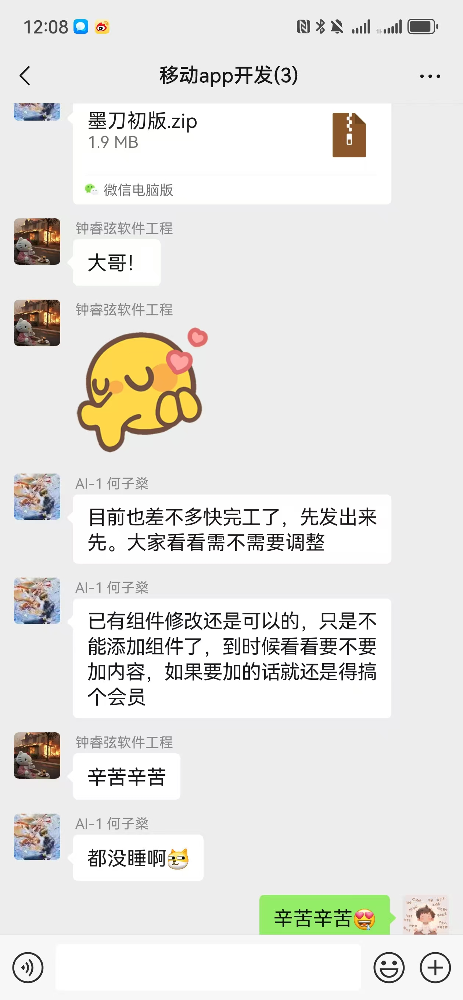 12:08
移动app开发(3)
墨刀初版.zip
1.9 MB
微信电脑版
钟睿弦软件工程
大哥！
钟睿弦软件工程
AI-1 何子燊
目前也差不多快完工了，先发出来
先。大家看看需不需要调整
AI-1 何子燊
已有组件修改还是可以的，只是不
能添加组件了，到时候看看要不要
加内容，如果要加的话就还是得搞
个会员
钟睿弦软件工程
辛苦辛苦
AI-1 何子燊
都没睡啊
辛苦辛苦